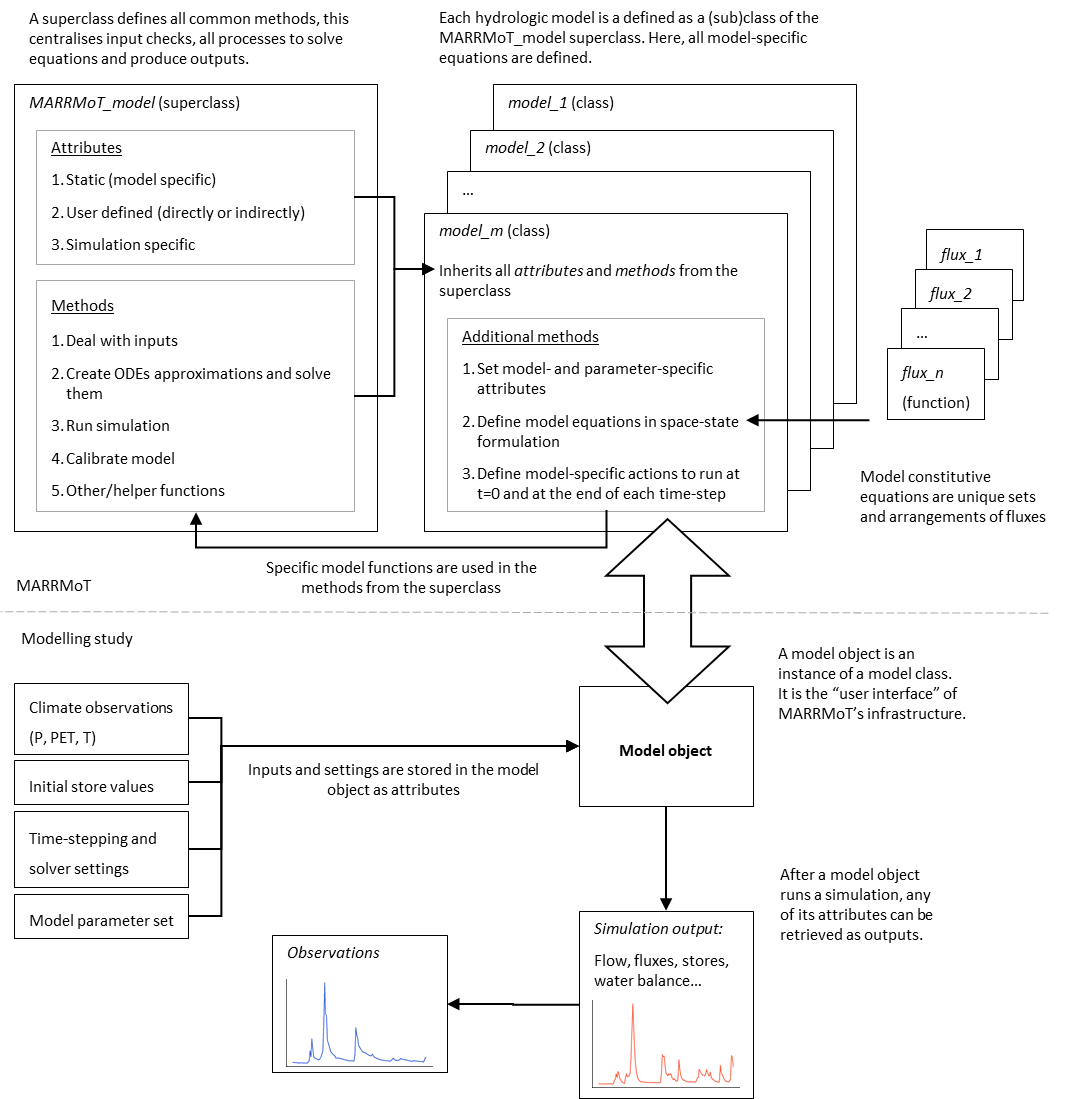 A superclass defines all common methods, this
centralises input checks, all processes to solve
equations and produce outputs.
Each hydrologic model is a defined as a (sub)class of the
MARRMoT_model superclass. Here, all model-specific
equations are defined.
MARRMoT_model (superclass)
Attributes
1. Static (model specific)
2. User defined (directly or indirectly)
3. Simulation specific
Methods
1. Deal with inputs
2. Create ODEs approximations and solve
them
3. Run simulation
4. Calibrate model
5. Other/helper functions
model_1 (class)
model_2 (class)
...
model_m (class)
Inherits all attributes and methods from the
superclass
Additional methods
1. Set model- and parameter-specific
attributes
2. Define model equations in space-state
formulation
3. Define model-specific actions to run at
t=0 and at the end of each time-step
flux_1
flux_2
...
flux_n
(function)
Model constitutive
equations are unique sets
and arrangements of fluxes
Specific model functions are used in the
methods from the superclass
MARRMoT
Modelling study
Climate observations
(P, PET, T)
Initial store values
Time-stepping and
solver settings
Model parameter set
Inputs and settings are stored in the model
object as attributes
Model object
A model object is an
instance of a model class.
It is the “user interface” of
MARRMoT’s infrastructure.
After a model object
runs a simulation, any
of its attributes can be
retrieved as outputs.
Simulation output:
Flow, fluxes, stores,
water balance…
Observations